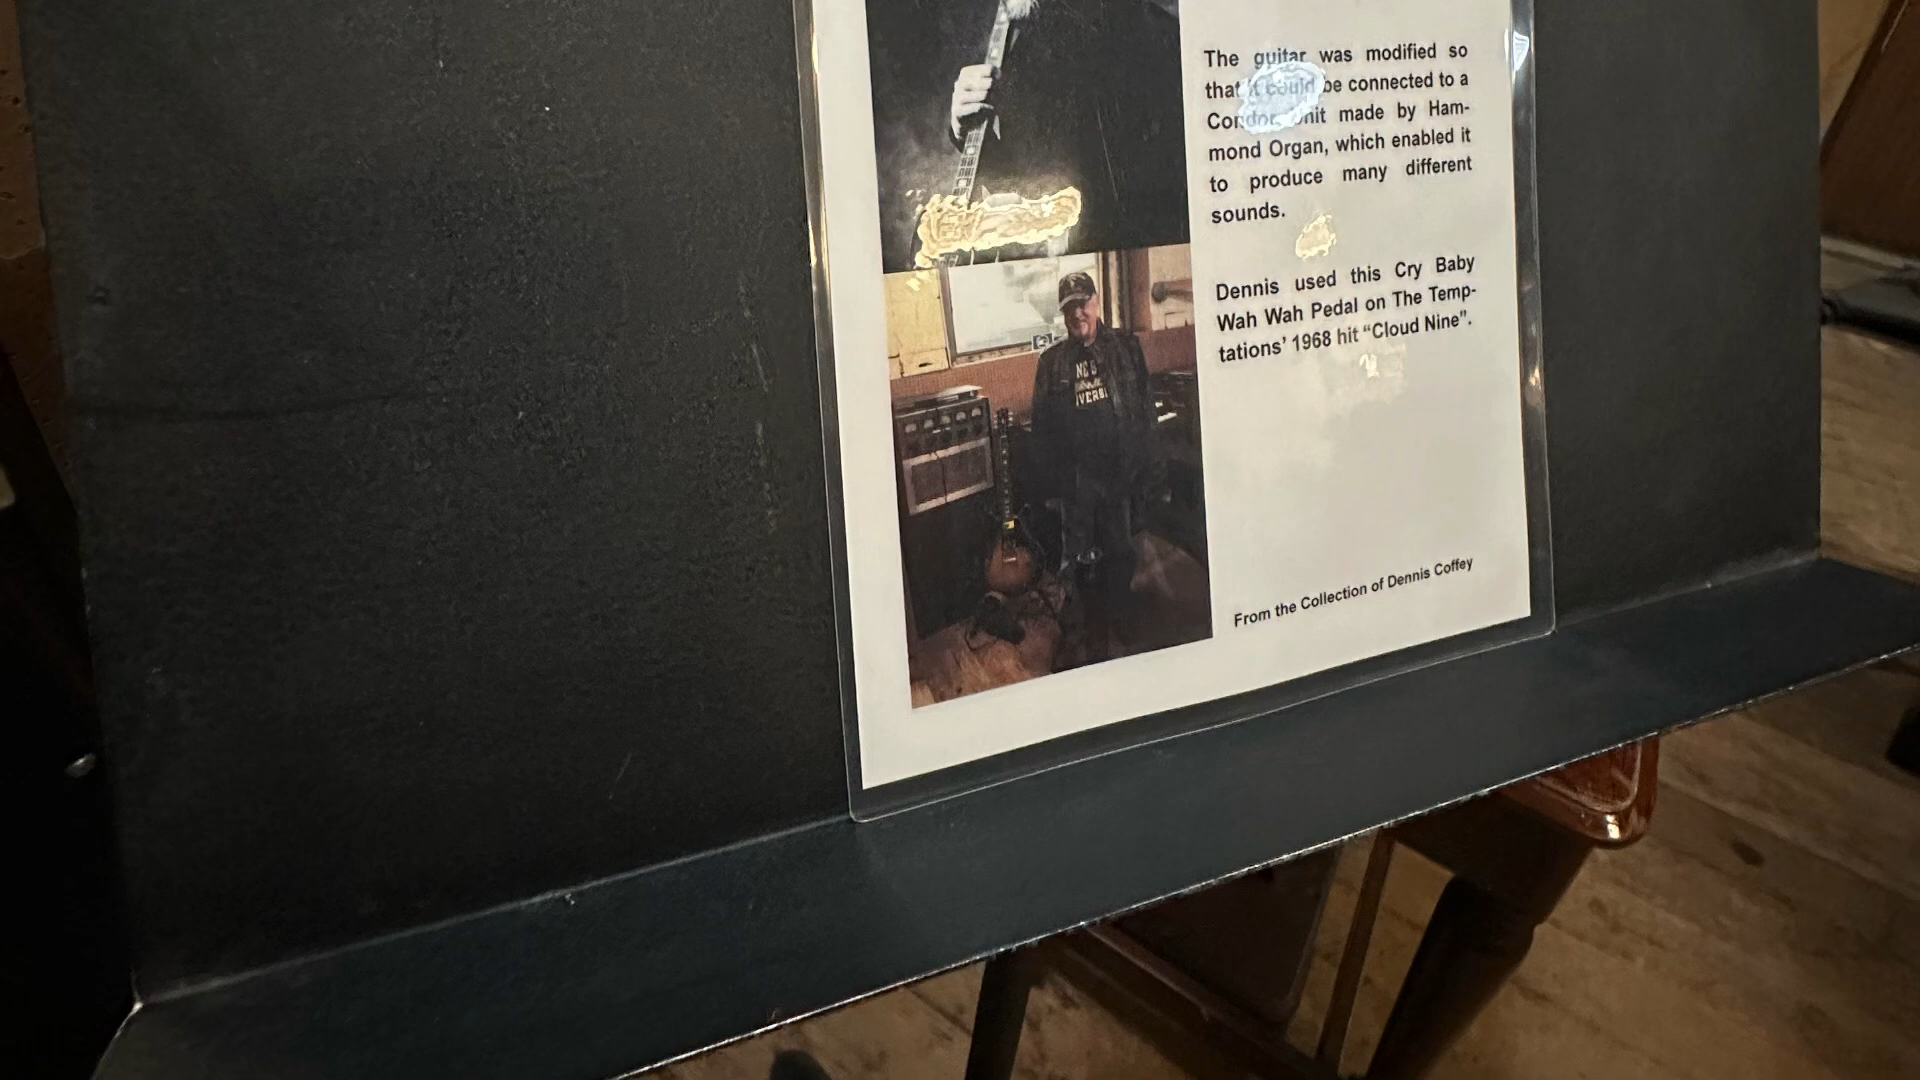 The guitar was modified so
that it could be connected to a
Condor unit made by Ham-
mond Organ, which enabled it
to produce many different
sounds.
Dennis used this Cry Baby
Wah Wah Pedal on The Temp-
tations’ 1968 hit “Cloud Nine”.
From the Collection of Dennis Coffey